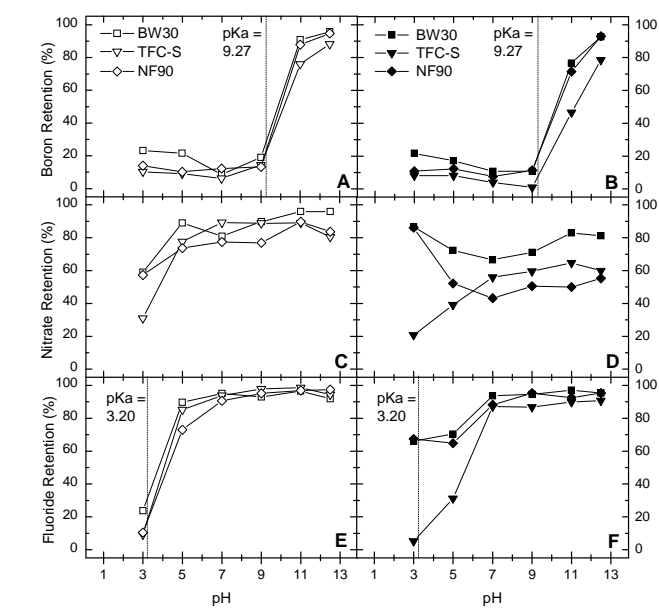 BW30
TFC-S
NF90
pKa =
9.27
BW30
TFC-S
NF90
pKa =
9.27
Boron Retention (%)
100
80
60
40
20
0
100
80
60
40
20
0
A
B
Nitrate Retention (%)
100
80
60
40
20
0
100
80
60
40
20
0
C
D
pKa =
3.20
pKa =
3.20
Fluoride Retention (%)
100
80
60
40
20
0
100
80
60
40
20
0
E
F
1 3 5 7 9 11 13
1 3 5 7 9 11 13
pH
pH